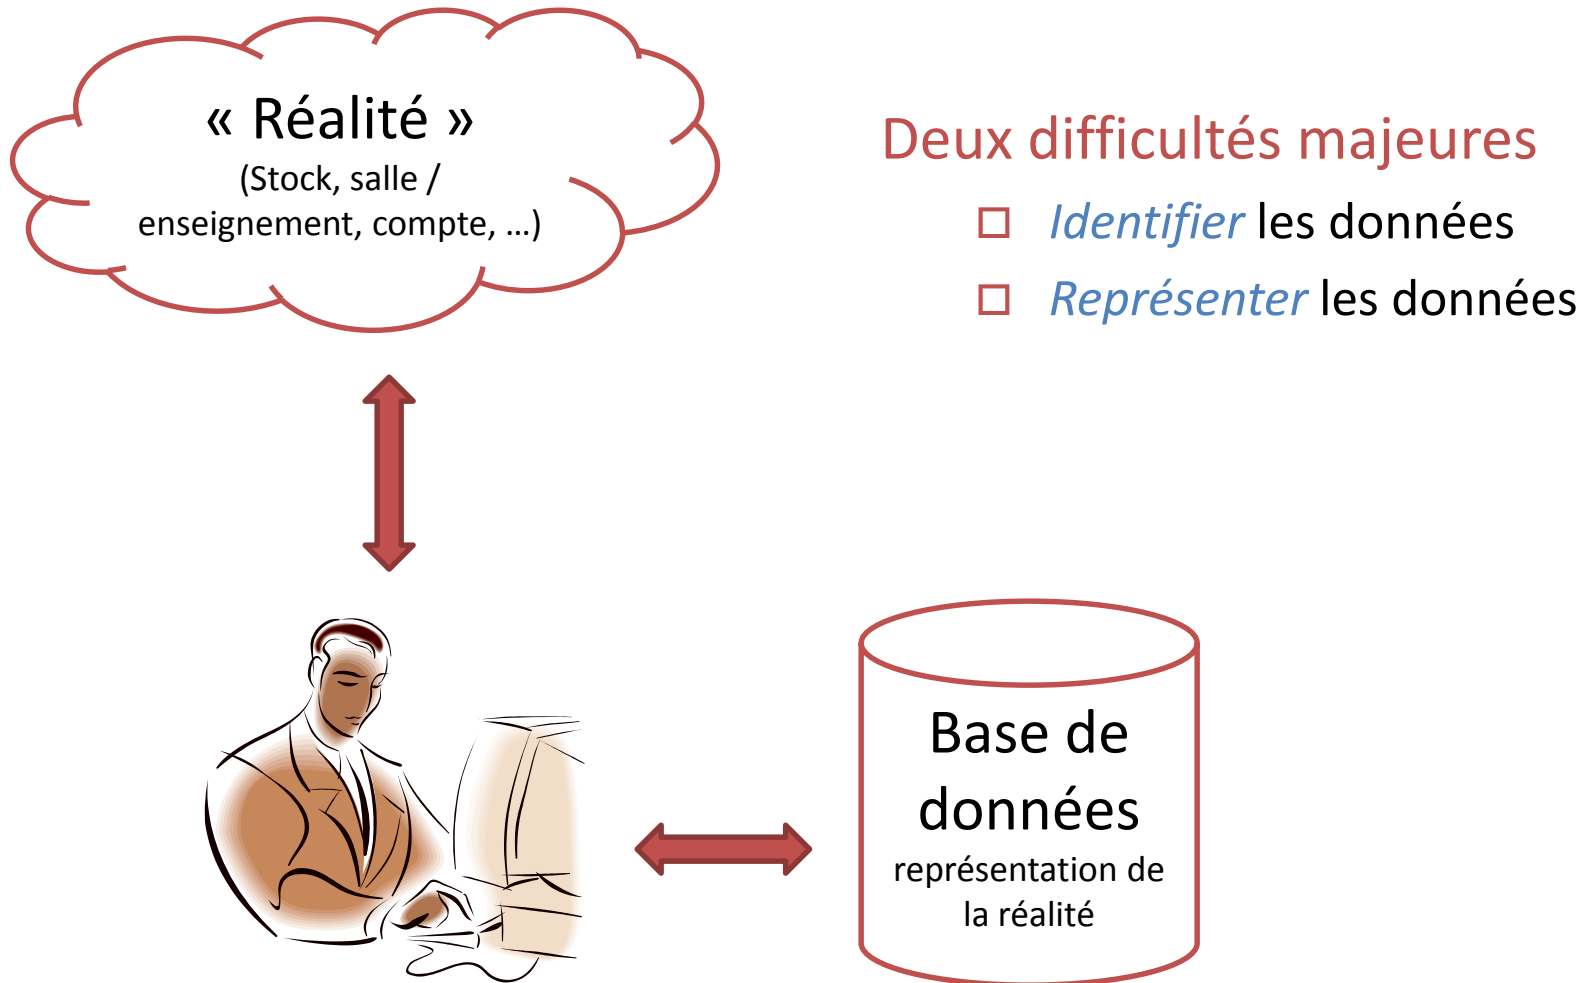 « Réalité »
(Stock, salle /
enseignement, compte, …)
Deux difficultés majeures
Identifier les données
Représenter les données
Base de
données
représentation de
la réalité